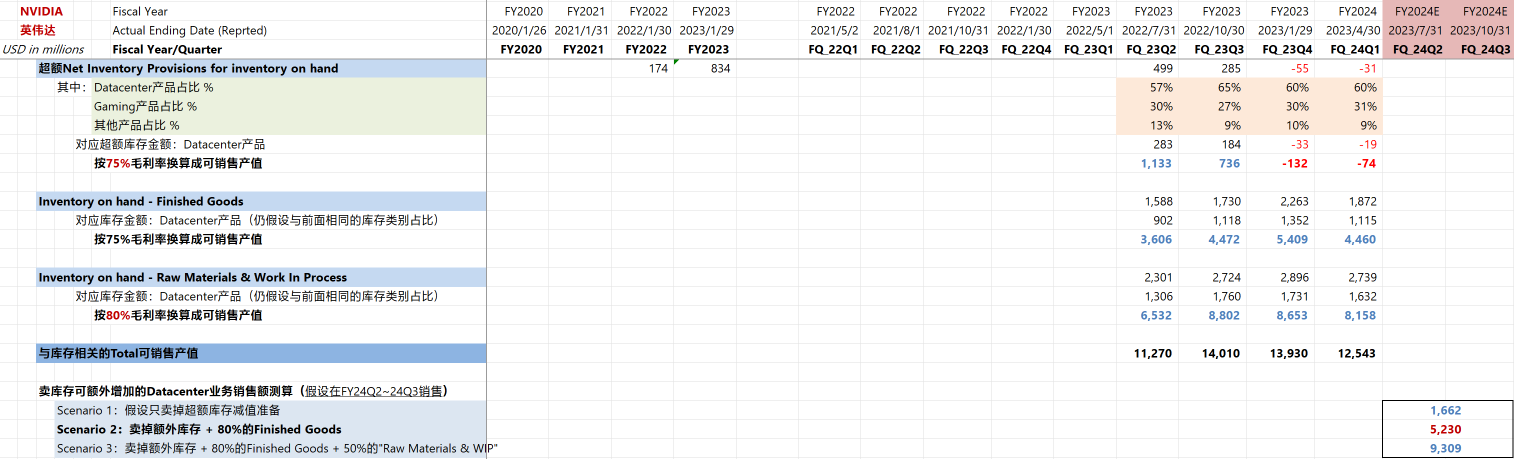 NVIDIA Fiscal Year FY2020 FY2021 FY2022 FY2023 FY2022 FY2022 FY2022 FY2022 FY2023 FY2023 FY2023 FY2023 FY2024 FY2024E FY2024E
英伟达 Actual Ending Date (Reprted) 2020/1/26 2021/1/31 2022/1/30 2023/1/29 2021/5/2 2021/8/1 2021/10/31 2022/1/30 2022/5/1 2022/7/31 2022/10/30 2023/1/29 2023/4/30 2023/7/31 2023/10/31
USD in millions Fiscal Year/Quarter FY2020 FY2021 FY2022 FY2023 FQ_22Q1 FQ_22Q2 FQ_22Q3 FQ_22Q4 FQ_23Q1 FQ_23Q2 FQ_23Q3 FQ_23Q4 FQ_24Q1 FQ_24Q2 FQ_24Q3
超额Net Inventory Provisions for inventory on hand 174 834 499 285 -55 -31
其中：Datacenter产品占比 % 57% 65% 60% 60%
Gaming产品占比 % 30% 27% 30% 31%
其他产品占比 % 13% 9% 10% 9%
对应超额库存金额：Datacenter产品 283 184 -33 -19
按75%毛利率换算成可销售产值 1,133 736 -132 -74
Inventory on hand - Finished Goods 1,588 1,730 2,263 1,872
对应库存金额：Datacenter产品（仍假设与前面相同的库存类别占比） 902 1,118 1,352 1,115
按75%毛利率换算成可销售产值 3,606 4,472 5,409 4,460
Inventory on hand - Raw Materials & Work In Process 2,301 2,724 2,896 2,739
对应库存金额：Datacenter产品（仍假设与前面相同的库存类别占比） 1,306 1,760 1,731 1,632
按80%毛利率换算成可销售产值 6,532 8,802 8,653 8,158
与库存相关的Total可销售产值 11,270 14,010 13,930 12,543
卖库存可额外增加的Datacenter业务销售额测算（假设在FY24Q2~24Q3销售）
Scenario 1：假设只卖掉超额库存减值准备 1,662
Scenario 2：卖掉额外库存 + 80%的Finished Goods 5,230
Scenario 3：卖掉额外库存 + 80%的Finished Goods + 50%的"Raw Materials & WIP" 9,309